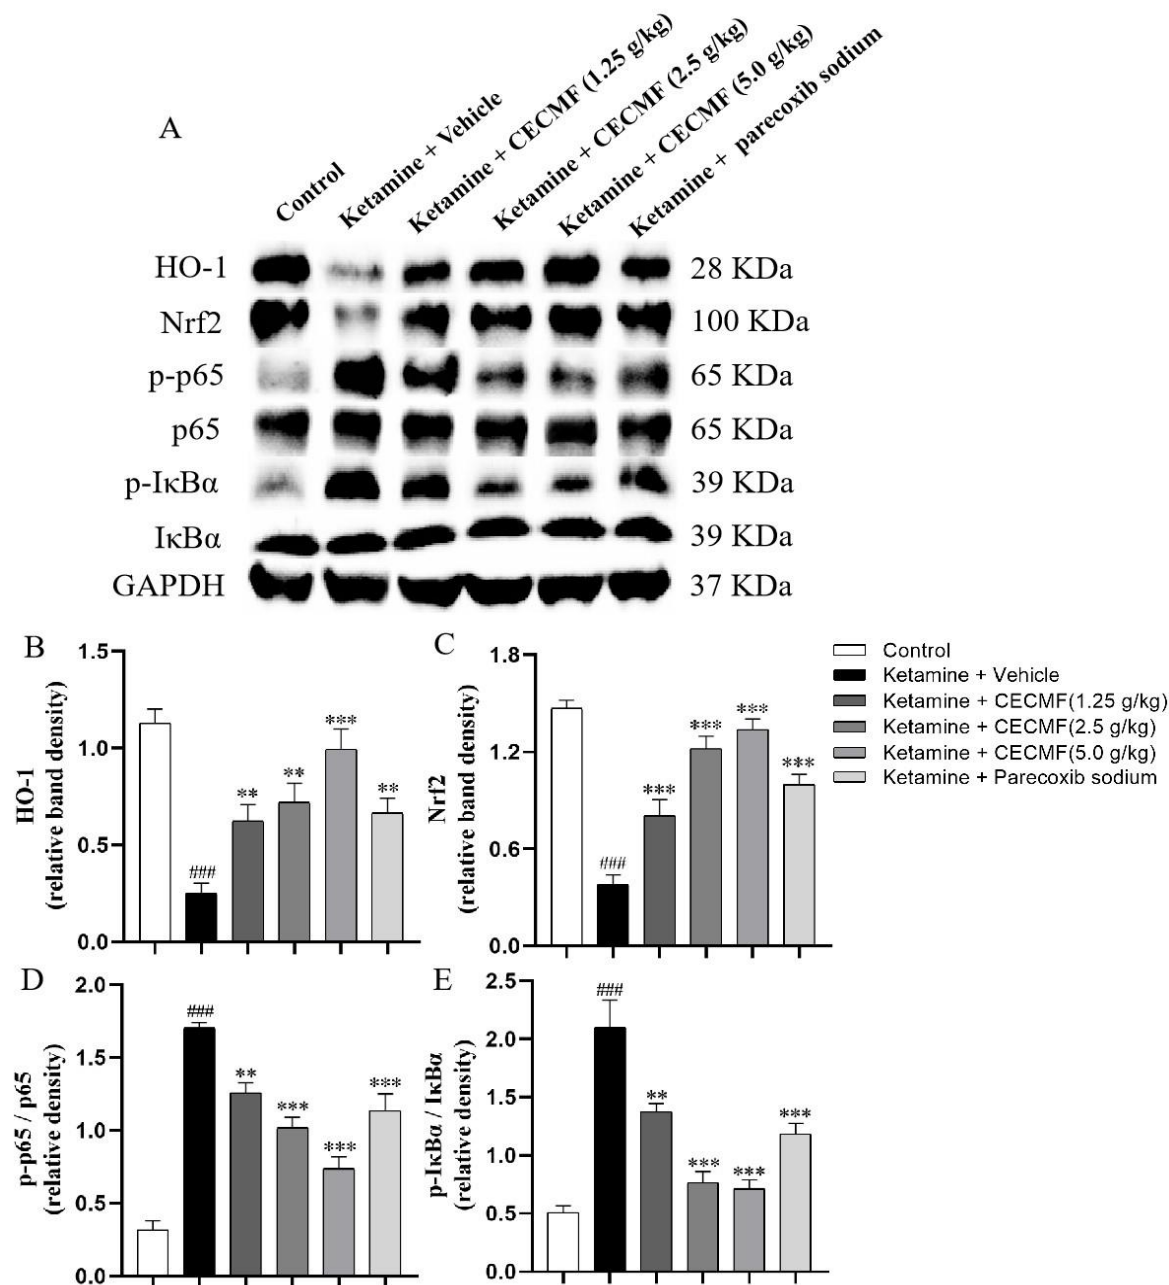 A
Control
Ketamine + Vehicle
Ketamine + CECMF (1.25 g/kg)
Ketamine + CECMF (2.5 g/kg)
Ketamine + CECMF (5.0 g/kg)
Ketamine + parecoxib sodium
HO-1 28 KDa
Nrf2 100 KDa
p-p65 65 KDa
p65 65 KDa
p-IκBα 39 KDa
IκBα 39 KDa
GAPDH 37 KDa
B
HO-1
(relative band density)
1.5
1.0
0.5
0.0
###
**
**
***
**
C
Nrf2
(relative band density)
1.8
1.2
0.6
0.0
###
***
***
***
***
Control
Ketamine + Vehicle
Ketamine + CECMF(1.25 g/kg)
Ketamine + CECMF(2.5 g/kg)
Ketamine + CECMF(5.0 g/kg)
Ketamine + Parecoxib sodium
D
p-p65 / p65
(relative density)
2.0
1.5
1.0
0.5
0.0
###
**
***
***
***
E
p-IκBα / IκBα
(relative density)
2.5
2.0
1.5
1.0
0.5
0.0
###
**
***
***
***